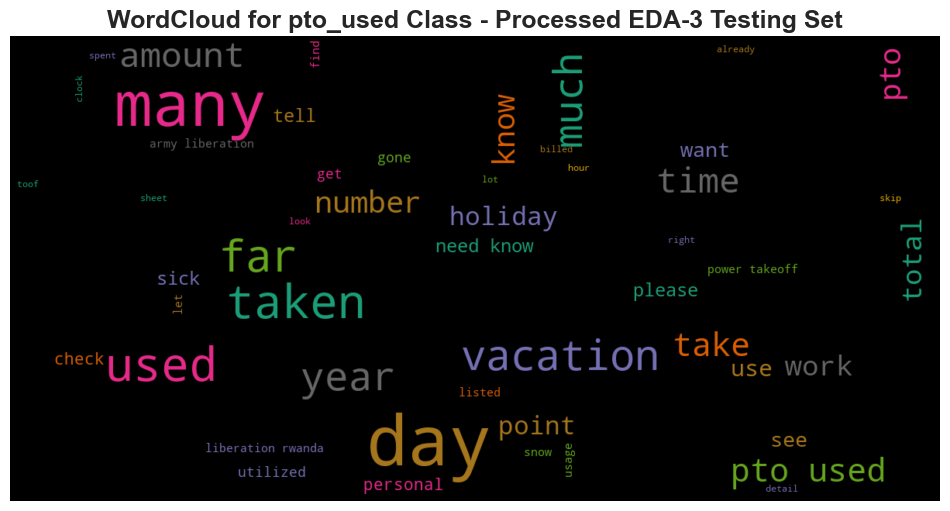 WordCloud for pto_used Class - Processed EDA-3 Testing Set
spent
amount
find
already
pto
clock
many
tell
much
know
army liberation
gone
billed
want
get
lot
hour
time
toof
sheet
number
skip
look
holiday
right
total
far
need know
sick
power takeoff
let
taken
please
check
used
year
vacation
take
use
work
listed
day
point
see
liberation rwanda
snow
usage
utilized
pto used
personal
detail